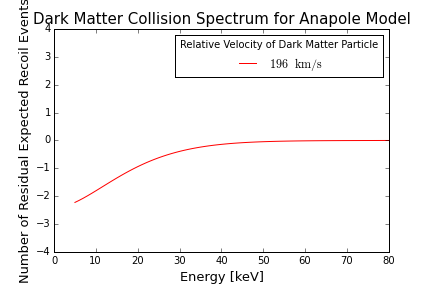 Dark Matter Collision Spectrum for Anapole Model
Number of Residual Expected Recoil Events
4
3
2
1
0
−1
−2
−3
−4
Relative Velocity of Dark Matter Particle
196 km/s
0 10 20 30 40 50 60 70 80
Energy [keV]